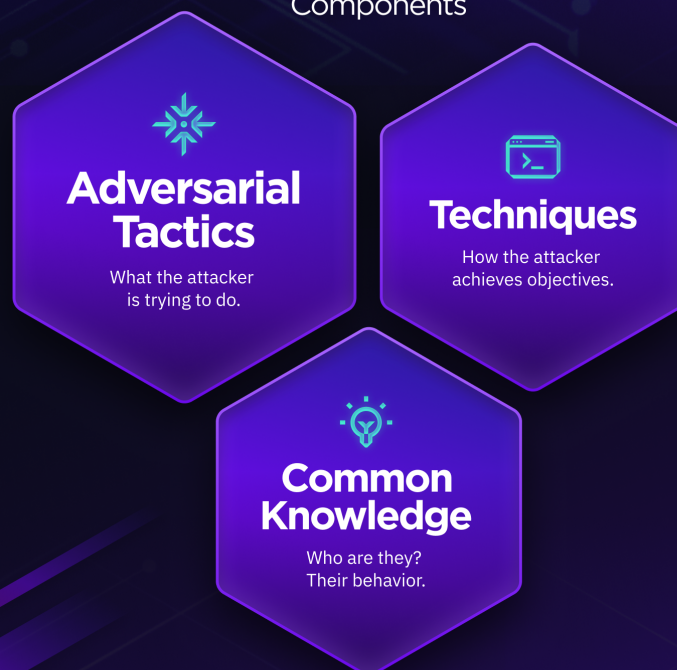 Components
Adversarial
Tactics
What the attacker
is trying to do.
Techniques
How the attacker
achieves objectives.
Common
Knowledge
Who are they?
Their behavior.